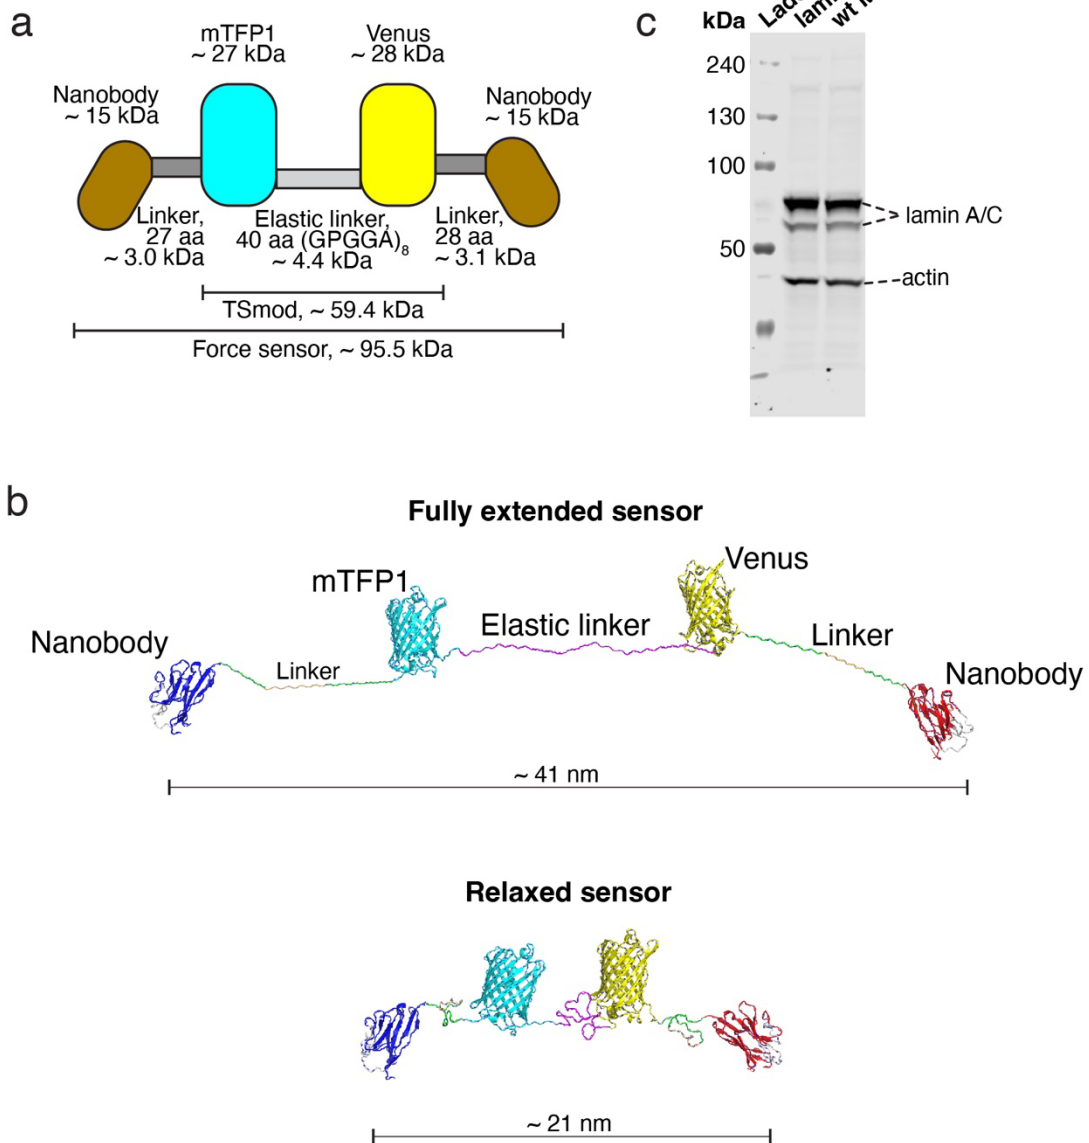 a
mTFP1
~ 27 kDa
Venus
~ 28 kDa
Nanobody
~ 15 kDa
Nanobody
~ 15 kDa
Linker,
27 aa
~ 3.0 kDa
Elastic linker,
40 aa (GPGGA)8
~ 4.4 kDa
Linker,
28 aa
~ 3.1 kDa
TSmod, ~ 59.4 kDa
Force sensor, ~ 95.5 kDa
c
kDa
wt
240
130
100
50
lamin A/C
actin
b
Fully extended sensor
Nanobody
Linker
mTFP1
Elastic linker
Venus
Linker
Nanobody
~ 41 nm
Relaxed sensor
~ 21 nm